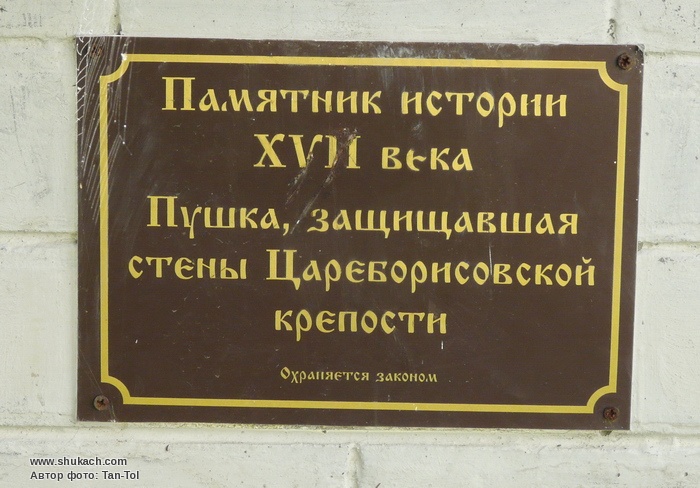 Памятник истории
XVII века
Пушка, защищавшая
стены Цареборисовской
крепости
Охраняется законом
www.shukach.com
Автор фото: Tan-Tol